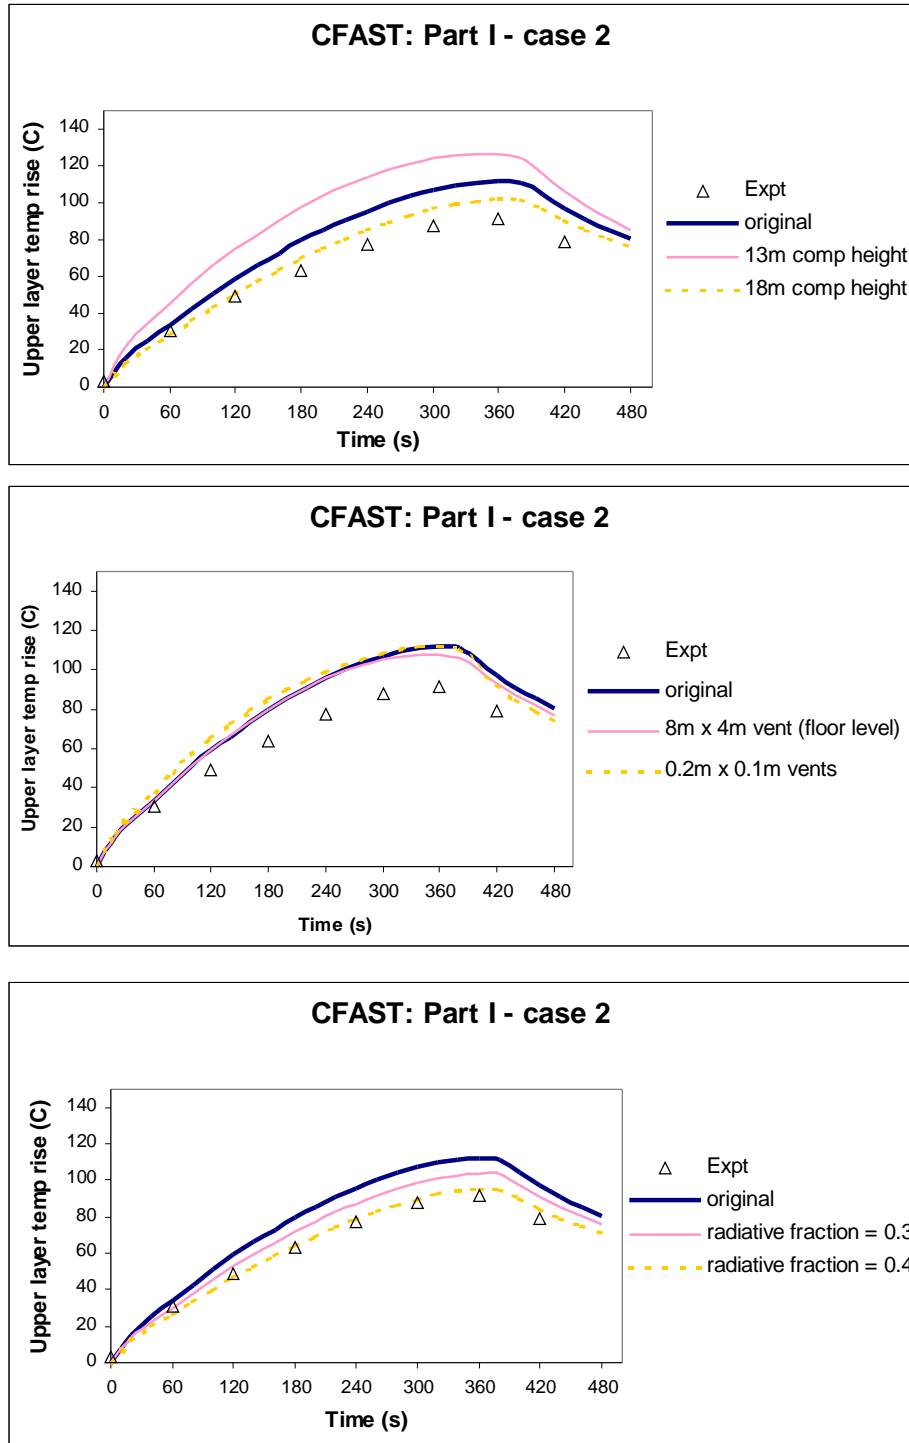 CFAST: Part I - case 2
Upper layer temp rise (C)
140
120
100
80
60
40
20
0
0 60 120 180 240 300 360 420 480
Time (s)
Expt
original
13m comp height
18m comp height
CFAST: Part I - case 2
Upper layer temp rise (C)
140
120
100
80
60
40
20
0
0 60 120 180 240 300 360 420 480
Time (s)
Expt
original
8m x 4m vent (floor level)
0.2m x 0.1m vents
CFAST: Part I - case 2
Upper layer temp rise (C)
140
120
100
80
60
40
20
0
0 60 120 180 240 300 360 420 480
Time (s)
Expt
original
radiative fraction = 0.3
radiative fraction = 0.4